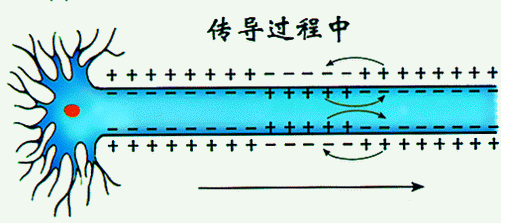 传导过程中
+ + + + + + + + + + - - - - - + + + + + + + +
- - - - - - - - - - + + + + + - - - - - - - -
- - - - - - - - - - + + + + + - - - - - - - -
+ + + + + + + + + + - - - - - + + + + + + + +